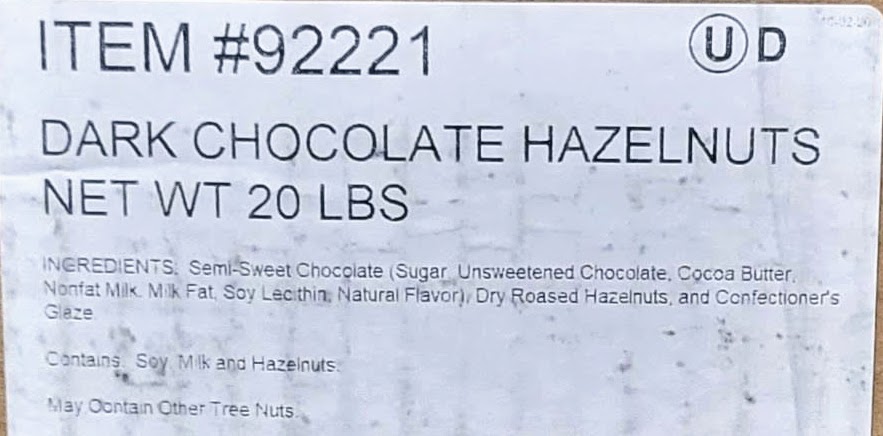 ITEM #92221
U D
DARK CHOCOLATE HAZELNUTS
NET WT 20 LBS
INGREDIENTS: Semi-Sweet Chocolate (Sugar, Unsweetened Chocolate, Cocoa Butter,
Nonfat Milk, Milk Fat, Soy Lecithin, Natural Flavor), Dry Roased Hazelnuts, and Confectioner's
Glaze
Contains: Soy, Milk and Hazelnuts.
May Contain Other Tree Nuts.